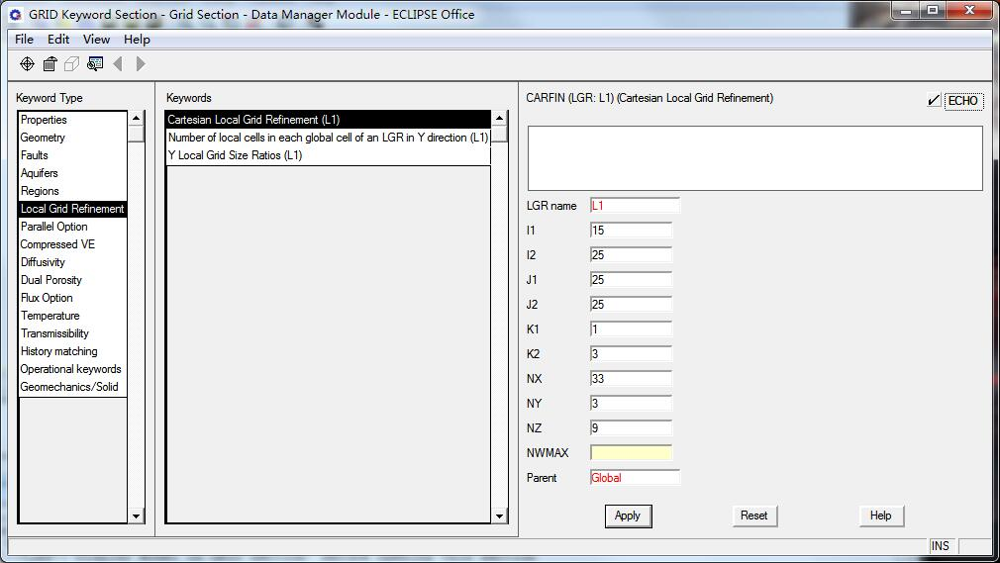 GRID Keyword Section - Grid Section - Data Manager Module - ECLIPSE Office
File Edit View Help
Keyword Type
Properties
Geometry
Faults
Aquifers
Regions
Local Grid Refinement
Parallel Option
Compressed VE
Diffusivity
Dual Porosity
Flux Option
Temperature
Transmissibility
History matching
Operational keywords
Geomechanics/Solid
Keywords
Cartesian Local Grid Refinement (L1)
Number of local cells in each global cell of an LGR in Y direction (L1)
Y Local Grid Size Ratios (L1)
CARFIN (LGR: L1) (Cartesian Local Grid Refinement)
ECHO
LGR name L1
I1 15
I2 25
J1 25
J2 25
K1 1
K2 3
NX 33
NY 3
NZ 9
NWMAX
Parent Global
Apply Reset Help
INS